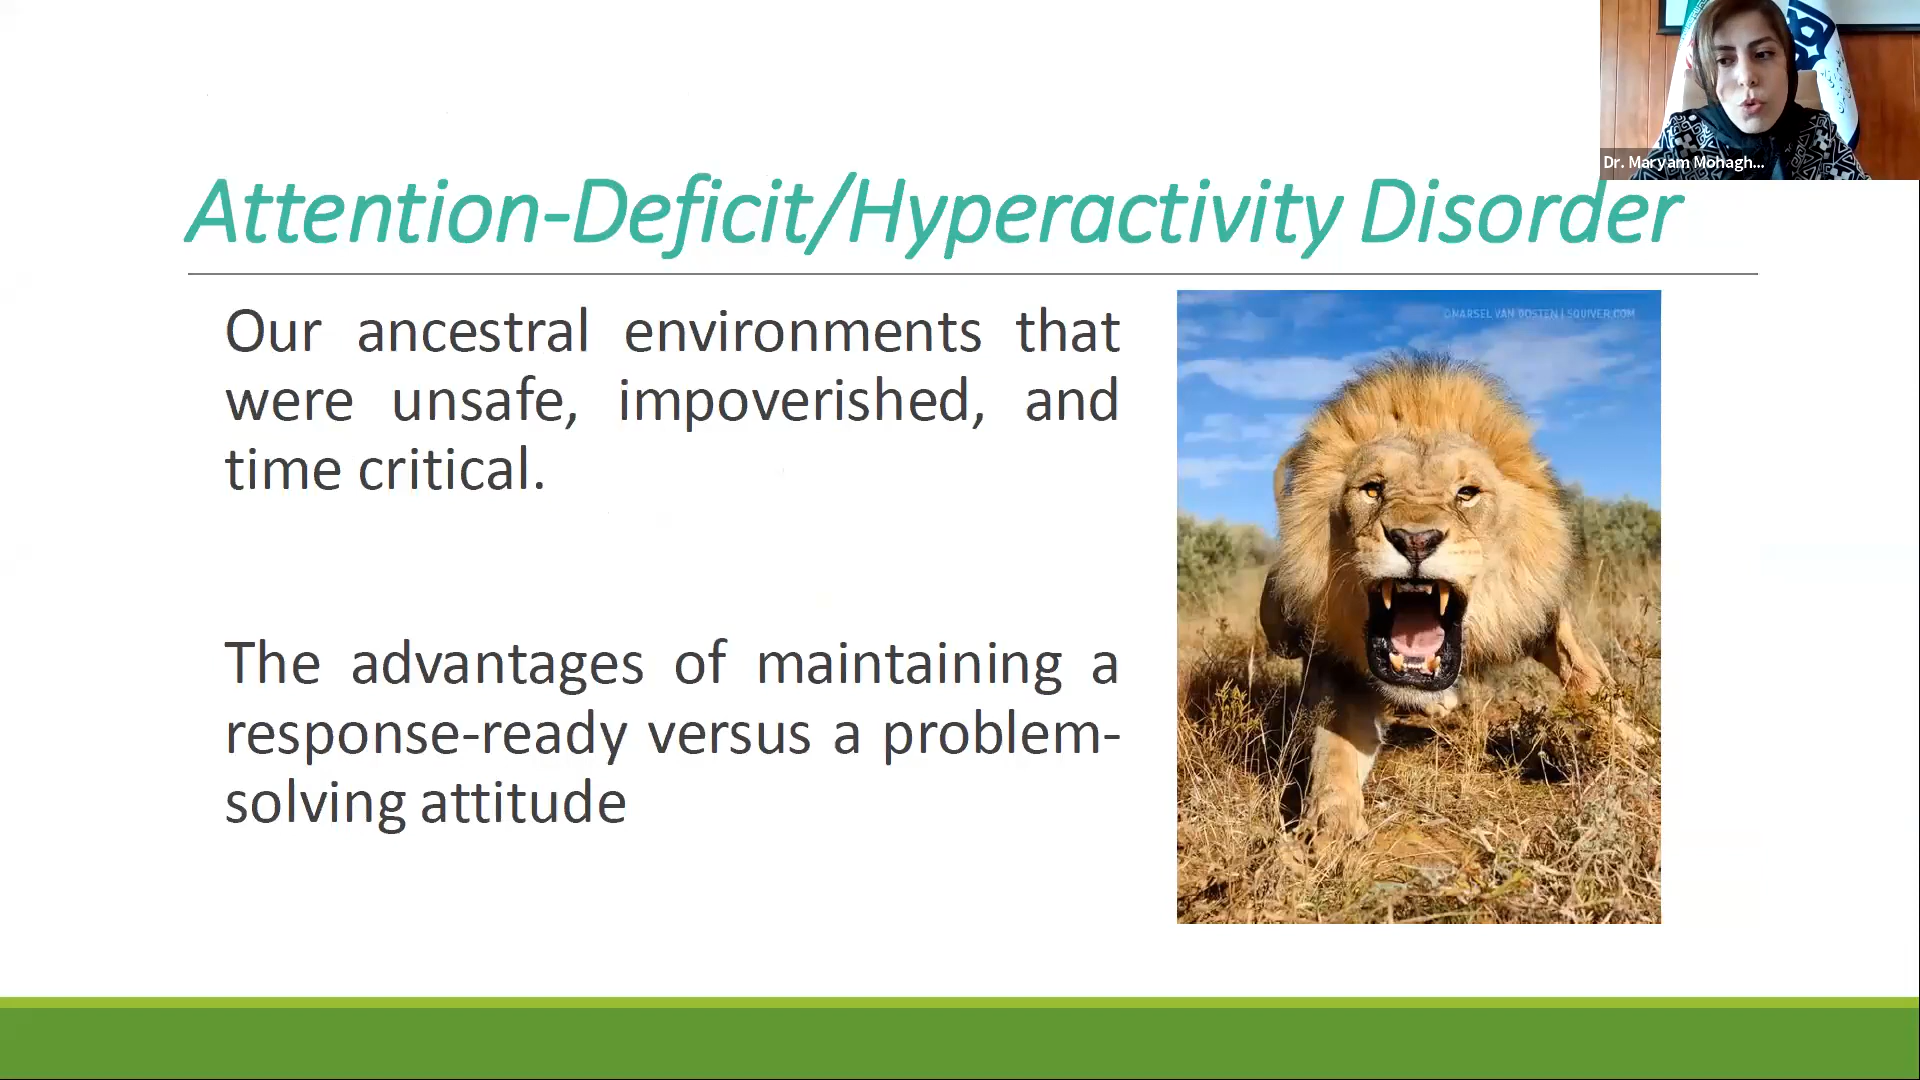 Dr. Maryam Mohagh...
Attention-Deficit/Hyperactivity Disorder
Our ancestral environments that
were unsafe, impoverished, and
time critical.
The advantages of maintaining a
response-ready versus a problem-
solving attitude
©MARSEL VAN OOSTEN | SQUIVER.COM